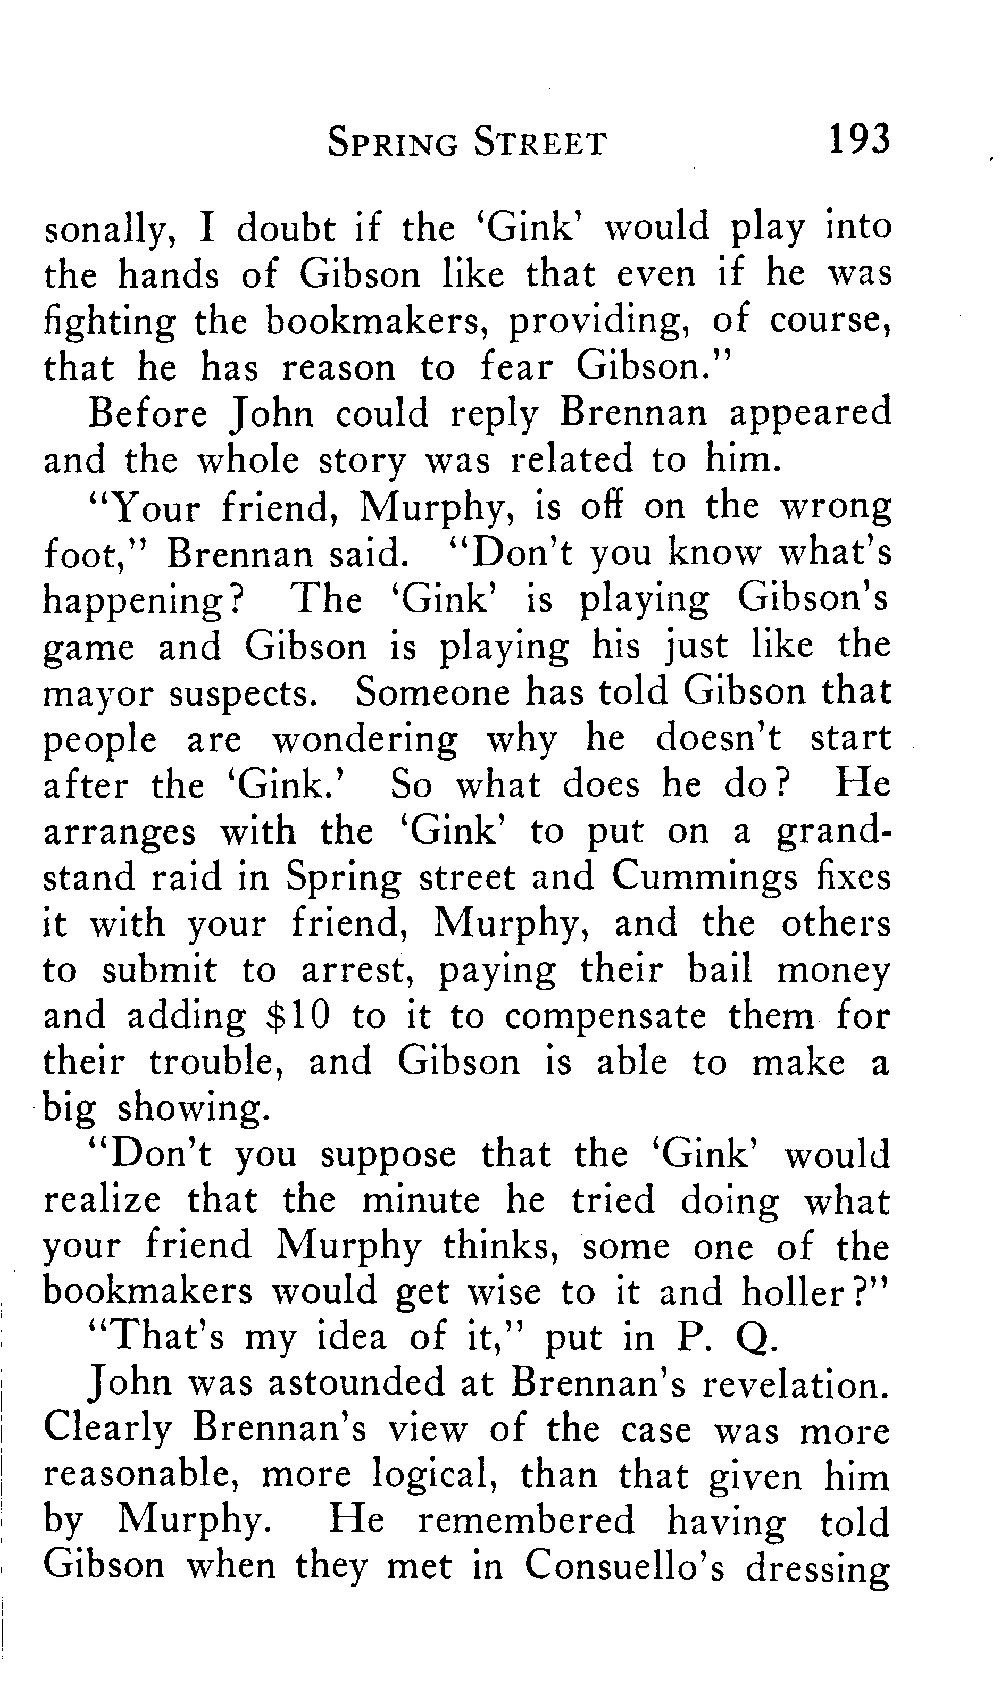 SPRING STREET 193
sonally, I doubt if the ‘Gink’ would play into
the hands of Gibson like that even if he was
fighting the bookmakers, providing, of course,
that he has reason to fear Gibson.”
Before John could reply Brennan appeared
and the whole story was related to him.
“Your friend, Murphy, is off on the wrong
foot,” Brennan said. “Don’t you know what’s
happening? The ‘Gink’ is playing Gibson’s
game and Gibson is playing his just like the
mayor suspects. Someone has told Gibson that
people are wondering why he doesn’t start
after the ‘Gink.’ So what does he do? He
arranges with the ‘Gink’ to put on a grand-
stand raid in Spring street and Cummings fixes
it with your friend, Murphy, and the others
to submit to arrest, paying their bail money
and adding $10 to it to compensate them for
their trouble, and Gibson is able to make a
big showing.
“Don’t you suppose that the ‘Gink’ would
realize that the minute he tried doing what
your friend Murphy thinks, some one of the
bookmakers would get wise to it and holler?”
“That’s my idea of it,” put in P. Q.
John was astounded at Brennan’s revelation.
Clearly Brennan’s view of the case was more
reasonable, more logical, than that given him
by Murphy. He remembered having told
Gibson when they met in Consuello’s dressing